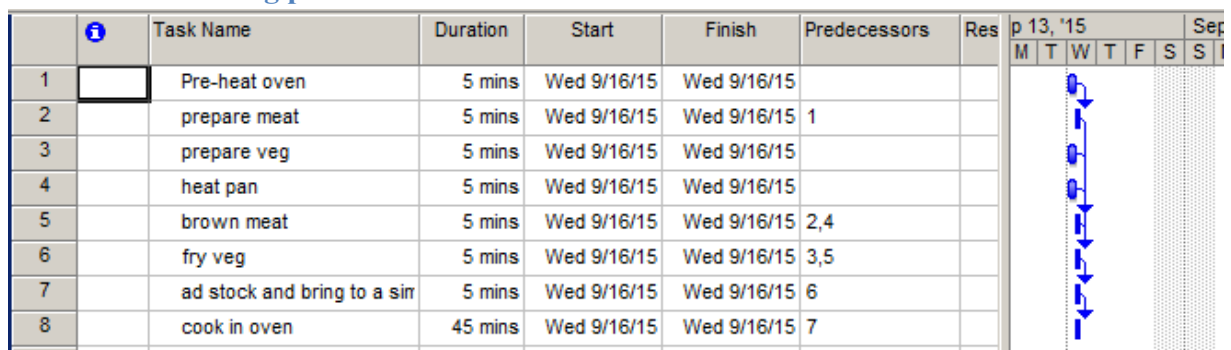 Task Name Duration Start Finish Predecessors Res p 13, '15 Sep
M T W T F S S
1 Pre-heat oven 5 mins Wed 9/16/15 Wed 9/16/15
2 prepare meat 5 mins Wed 9/16/15 Wed 9/16/15 1
3 prepare veg 5 mins Wed 9/16/15 Wed 9/16/15
4 heat pan 5 mins Wed 9/16/15 Wed 9/16/15
5 brown meat 5 mins Wed 9/16/15 Wed 9/16/15 2,4
6 fry veg 5 mins Wed 9/16/15 Wed 9/16/15 3,5
7 ad stock and bring to a sim 5 mins Wed 9/16/15 Wed 9/16/15 6
8 cook in oven 45 mins Wed 9/16/15 Wed 9/16/15 7